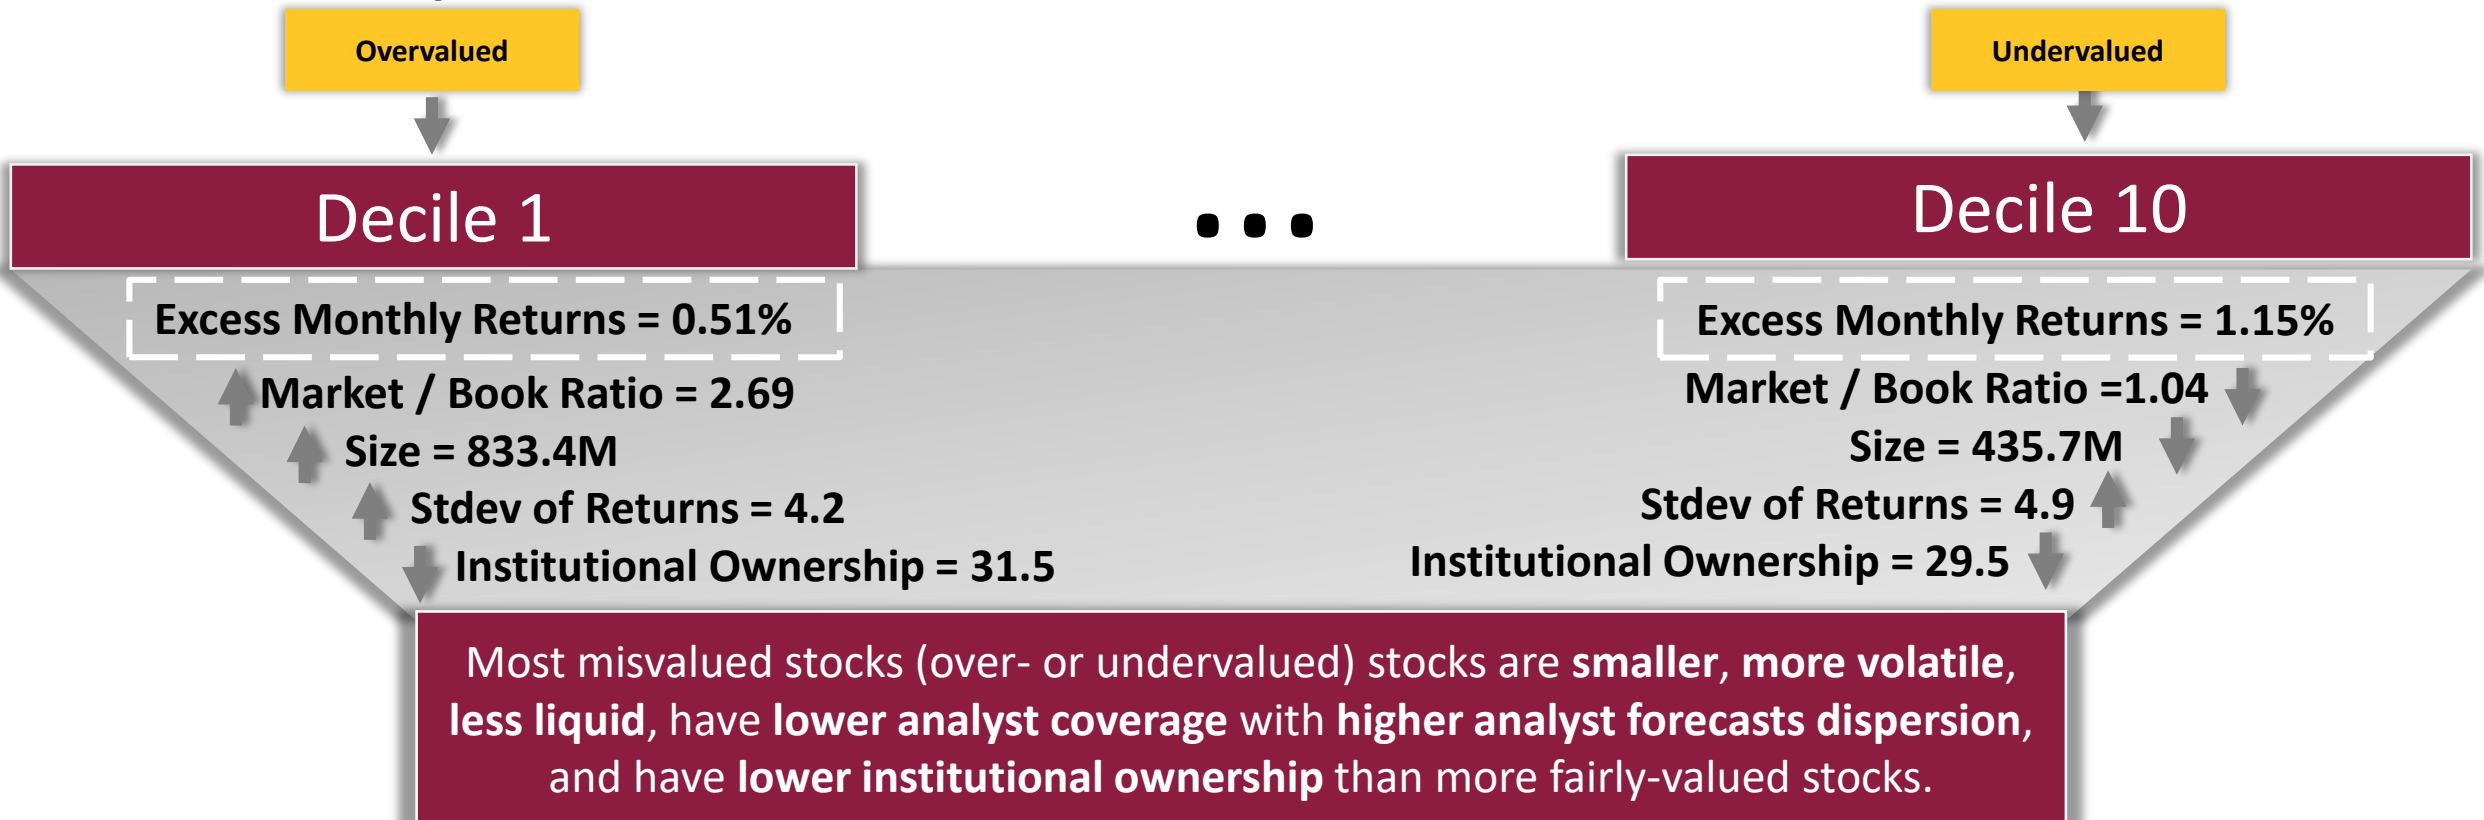 Overvalued
Undervalued
Decile 1
...
Decile 10
Excess Monthly Returns = 0.51%
Market / Book Ratio = 2.69
Size = 833.4M
Stdev of Returns = 4.2
Institutional Ownership = 31.5
Excess Monthly Returns = 1.15%
Market / Book Ratio =1.04
Size = 435.7M
Stdev of Returns = 4.9
Institutional Ownership = 29.5
Most misvalued stocks (over- or undervalued) stocks are smaller, more volatile,
less liquid, have lower analyst coverage with higher analyst forecasts dispersion,
and have lower institutional ownership than more fairly-valued stocks.